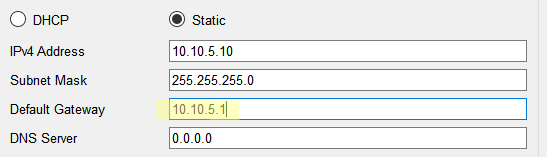 DHCP Static
IPv4 Address 10.10.5.10
Subnet Mask 255.255.255.0
Default Gateway 10.10.5.1
DNS Server 0.0.0.0